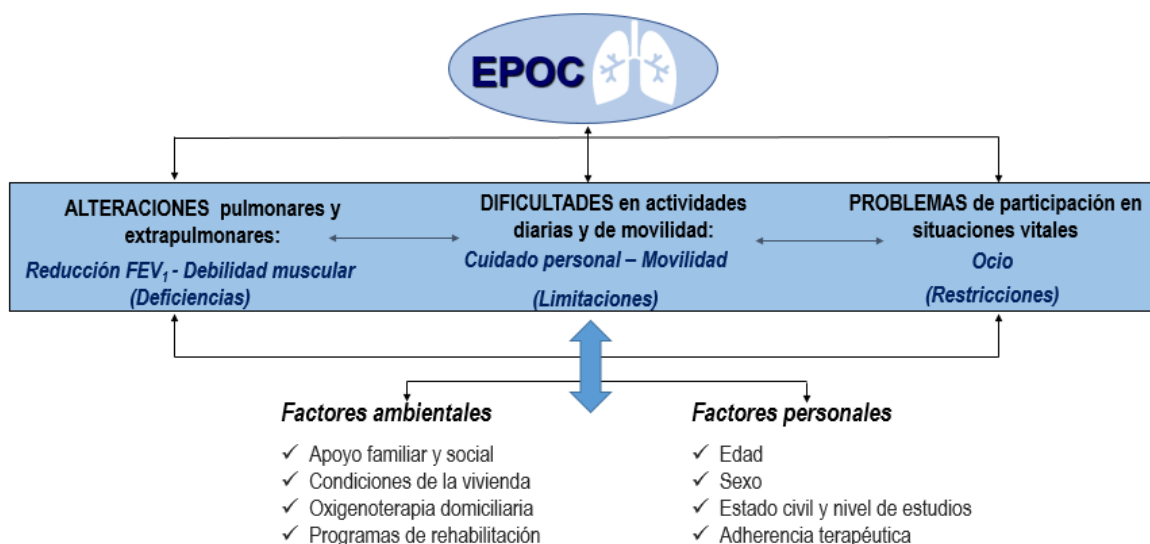 EPOC
ALTERACIONES pulmonares y
extrapulmonares:
Reducción FEV₁ - Debilidad muscular
(Deficiencias)
DIFICULTADES en actividades
diarias y de movilidad:
Cuidado personal – Movilidad
(Limitaciones)
PROBLEMAS de participación en
situaciones vitales
Ocio
(Restricciones)
Factores ambientales
✓ Apoyo familiar y social
✓ Condiciones de la vivienda
✓ Oxigenoterapia domiciliaria
✓ Programas de rehabilitación
Factores personales
✓ Edad
✓ Sexo
✓ Estado civil y nivel de estudios
✓ Adherencia terapéutica